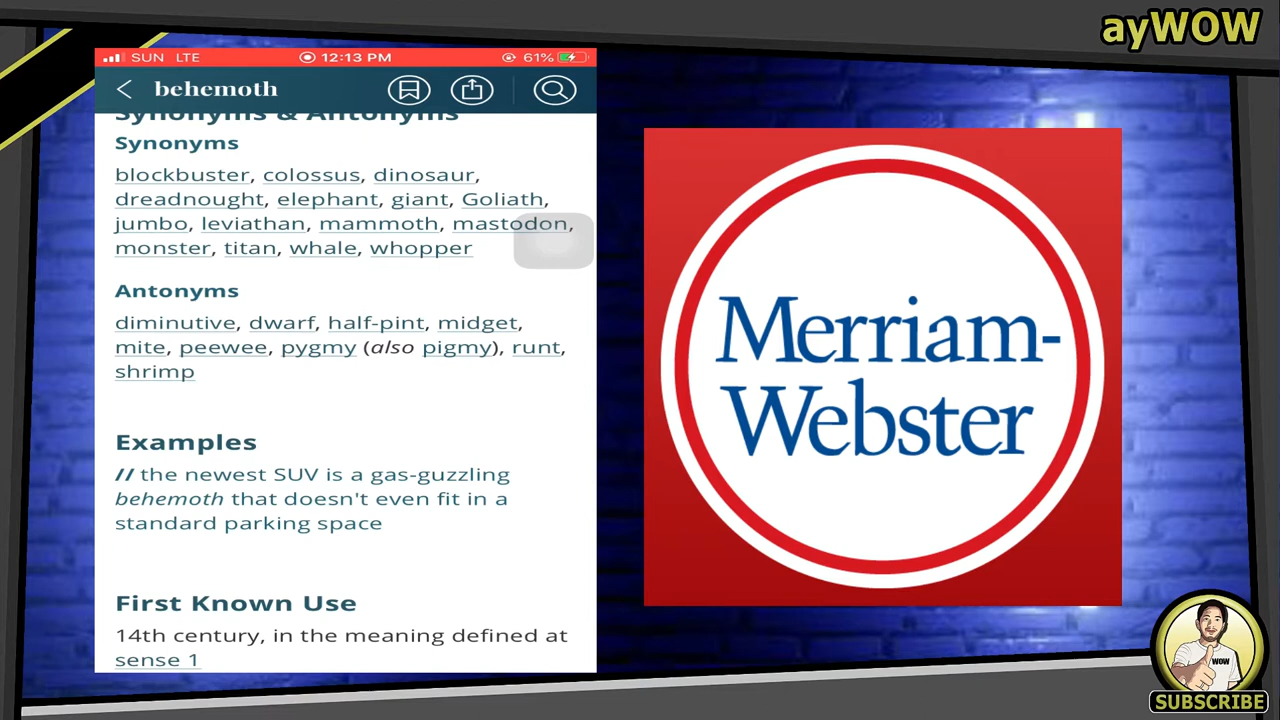 ayWOW
SUN LTE 12:13 PM 61%
behemoth
Synonyms & Antonyms
Synonyms
blockbuster, colossus, dinosaur,
dreadnought, elephant, giant, Goliath,
jumbo, leviathan, mammoth, mastodon,
monster, titan, whale, whopper
Antonyms
diminutive, dwarf, half-pint, midget,
mite, peewee, pygmy (also pigmy), runt,
shrimp
Examples
// the newest SUV is a gas-guzzling
behemoth that doesn't even fit in a
standard parking space
First Known Use
14th century, in the meaning defined at
sense 1
Merriam-
Webster
WOW
SUBSCRIBE